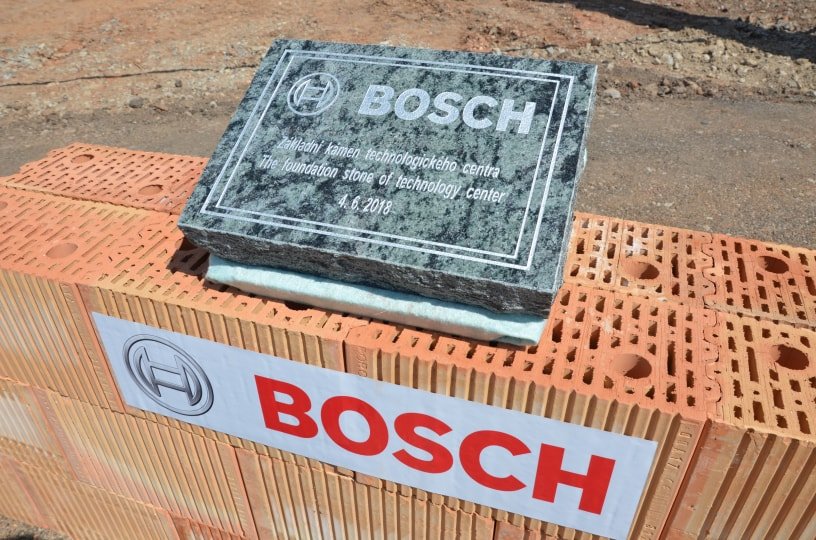 BOSCH
Základní kámen technologického centra
The foundation stone of technology center
4. 6. 2018
BOSCH